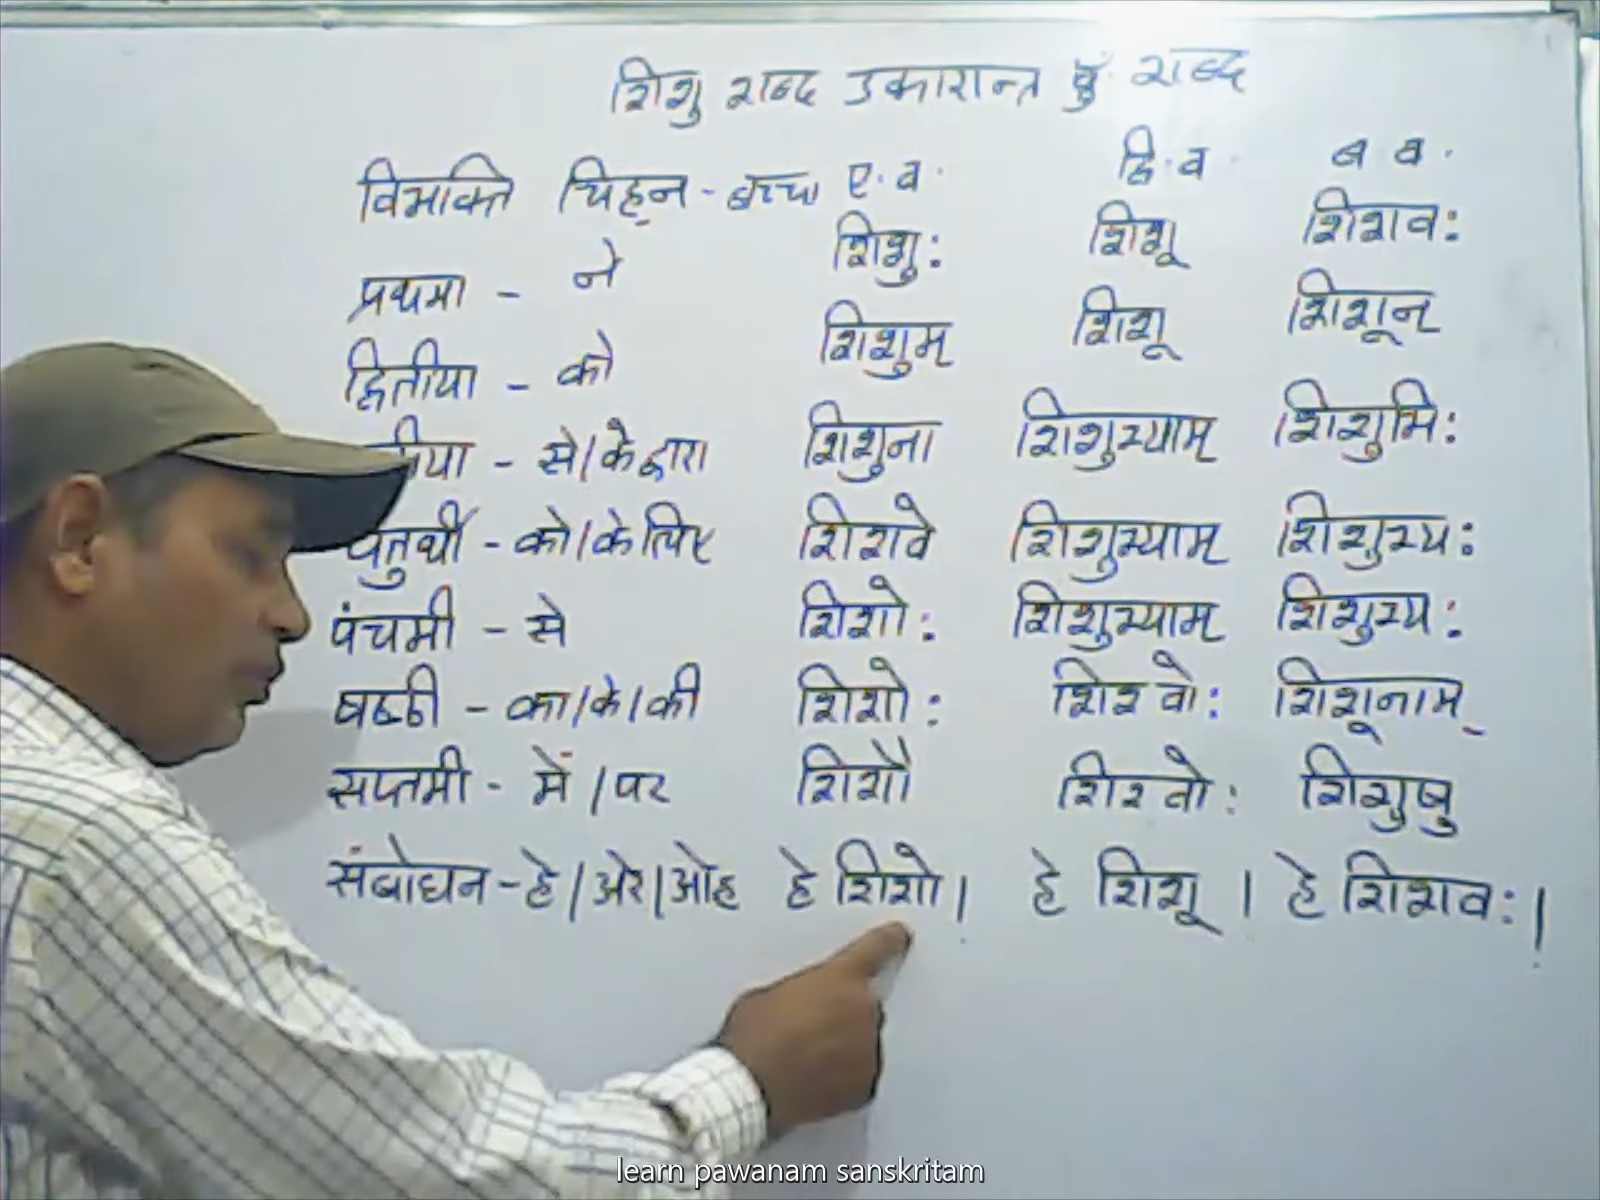 शिशु शब्द उकारान्त पुँ शब्द
विभक्ति चिह्न - बच्चा ए. व. द्वि. व. ब. व.
प्रथमा - ने शिशुः शिशू शिशवः
द्वितीया - को शिशुम् शिशू शिशून्
तीया - से/के द्वारा शिशुना शिशुभ्याम् शिशुभिः
चतुर्थी - को/के लिए शिशवे शिशुभ्याम् शिशुभ्यः
पंचमी - से शिशोः शिशुभ्याम् शिशुभ्यः
षष्ठी - का/के/की शिशोः शिश्वोः शिशूनाम्
सप्तमी - में/पर शिशौ शिश्वोः शिशुषु
संबोधन - हे/अरे/ओह हे शिशो। हे शिशू। हे शिशवः।
learn pawanam sanskritam